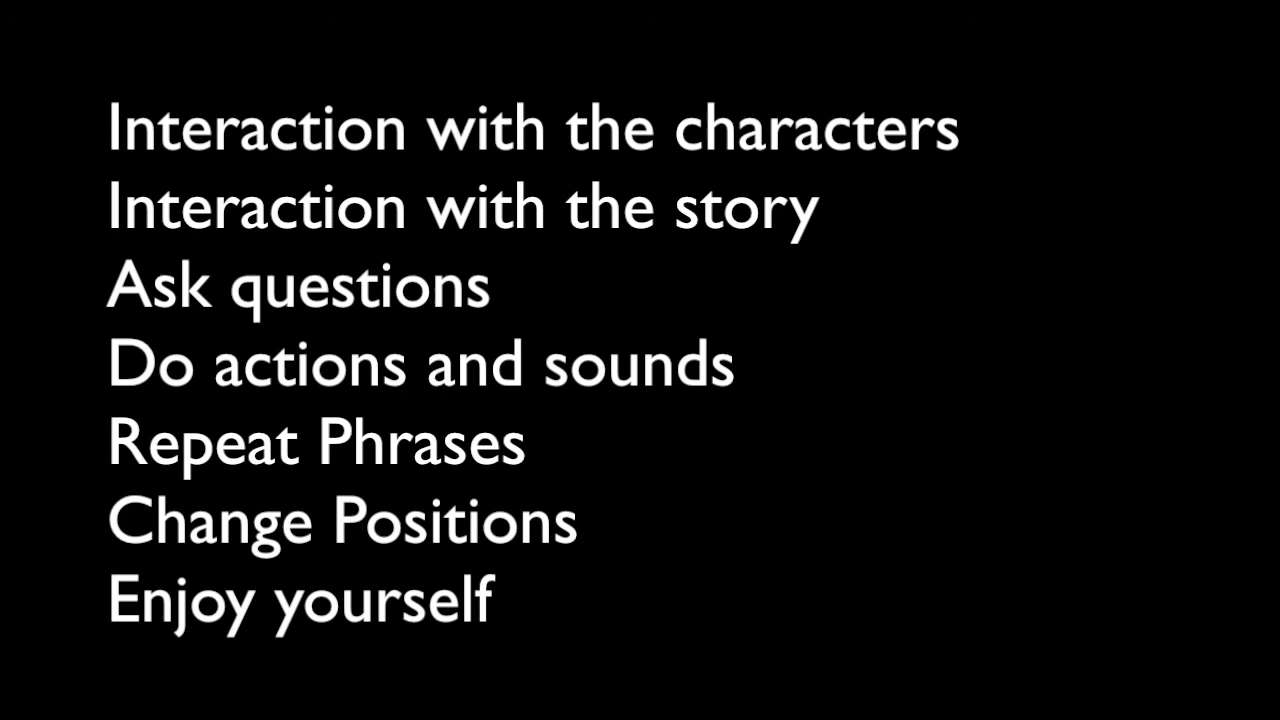 Interaction with the characters
Interaction with the story
Ask questions
Do actions and sounds
Repeat Phrases
Change Positions
Enjoy yourself